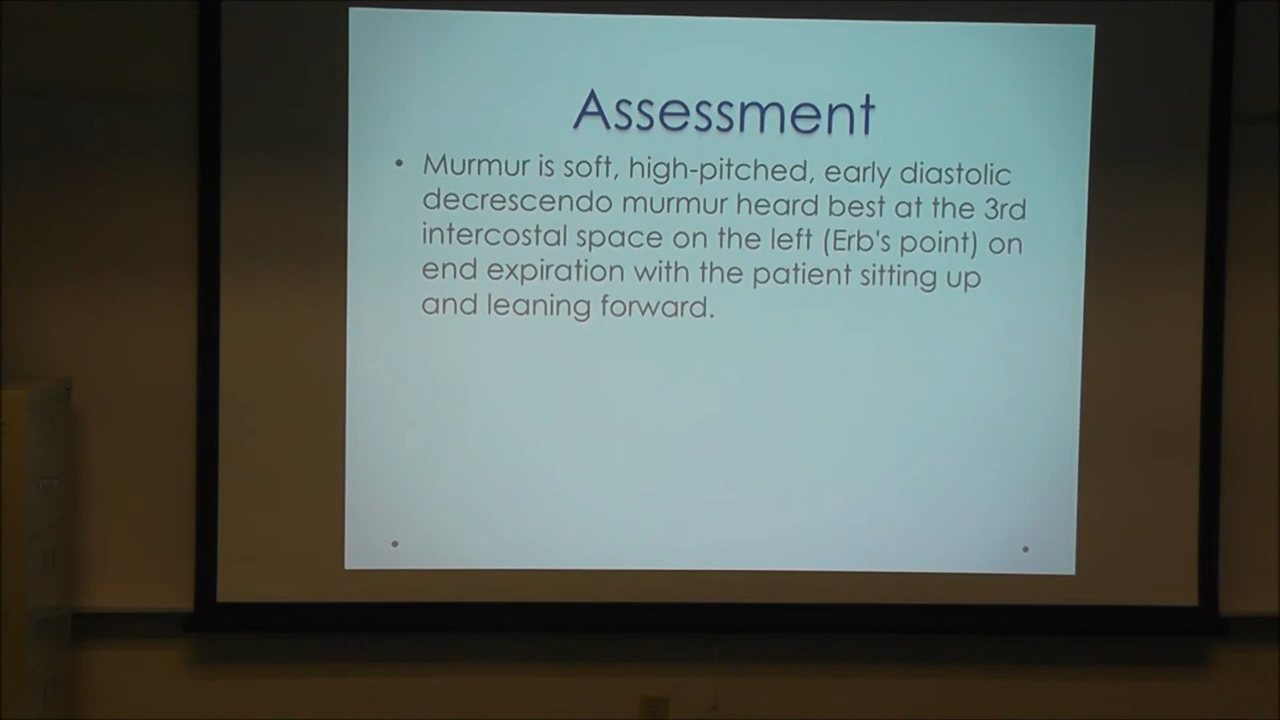 Assessment
• Murmur is soft, high-pitched, early diastolic
decrescendo murmur heard best at the 3rd
intercostal space on the left (Erb's point) on
end expiration with the patient sitting up
and leaning forward.